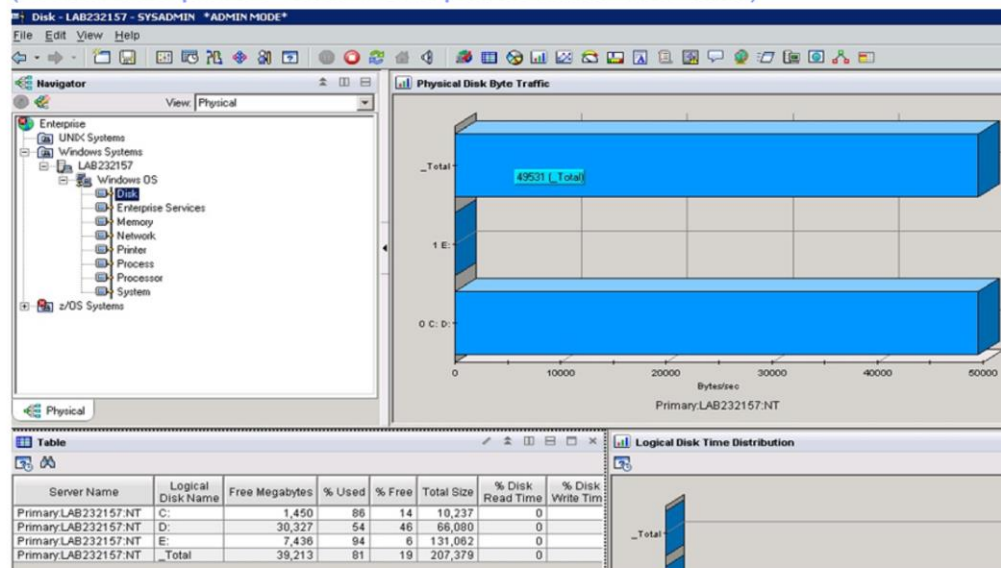 Disk - LAB232157 - SYSADMIN *ADMIN MODE*
File Edit View Help
Navigator
View: Physical
Enterprise
UNIX Systems
Windows Systems
LAB232157
Windows OS
Disk
Enterprise Services
Memory
Network
Printer
Process
Processor
System
z/OS Systems
Physical
Physical Disk Byte Traffic
_Total
49531 (_Total)
1 E:
0 C: D:
0 10000 20000 30000 40000 50000
Bytes/sec
Primary:LAB232157:NT
Table
Server Name Logical Disk Name Free Megabytes % Used % Free Total Size % Disk Read Time % Disk Write Tim
Primary:LAB232157:NT C: 1,450 86 14 10,237 0
Primary:LAB232157:NT D: 30,327 54 46 66,080 0
Primary:LAB232157:NT E: 7,436 94 6 131,062 0
Primary:LAB232157:NT _Total 39,213 81 19 207,379 0
Logical Disk Time Distribution
_Total